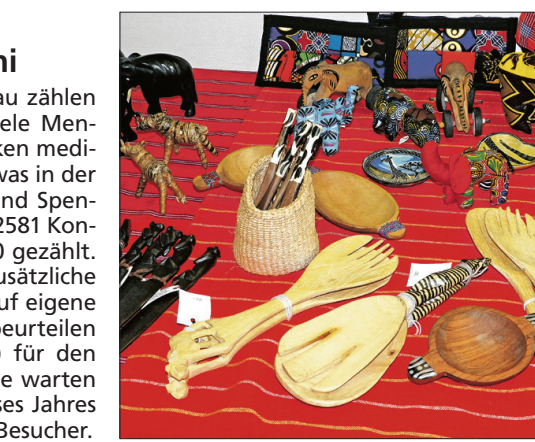 ni
au zählen
ele Men-
ken medi-
was in der
nd Spen-
2581 Kon-
0 gezählt.
usätzliche
uf eigene
beurteilen
für den
e warten
ses Jahres
Besucher.